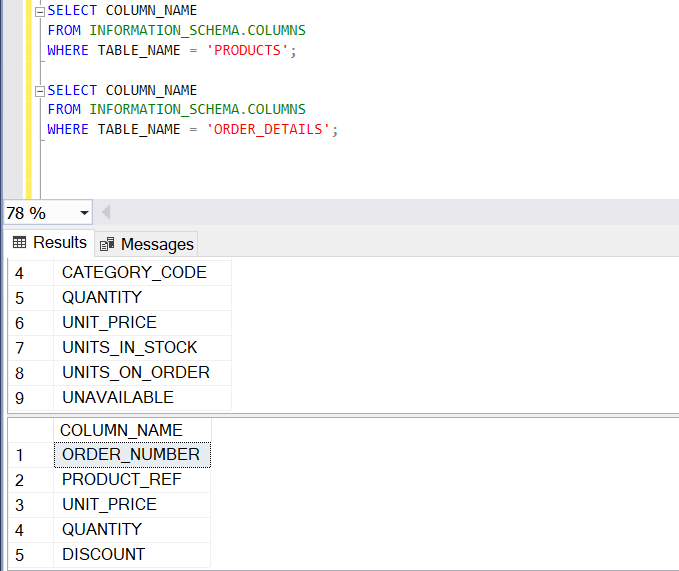 SELECT COLUMN_NAME
FROM INFORMATION_SCHEMA.COLUMNS
WHERE TABLE_NAME = 'PRODUCTS';
SELECT COLUMN_NAME
FROM INFORMATION_SCHEMA.COLUMNS
WHERE TABLE_NAME = 'ORDER_DETAILS';
78 %
Results Messages
4 CATEGORY_CODE
5 QUANTITY
6 UNIT_PRICE
7 UNITS_IN_STOCK
8 UNITS_ON_ORDER
9 UNAVAILABLE
COLUMN_NAME
1 ORDER_NUMBER
2 PRODUCT_REF
3 UNIT_PRICE
4 QUANTITY
5 DISCOUNT